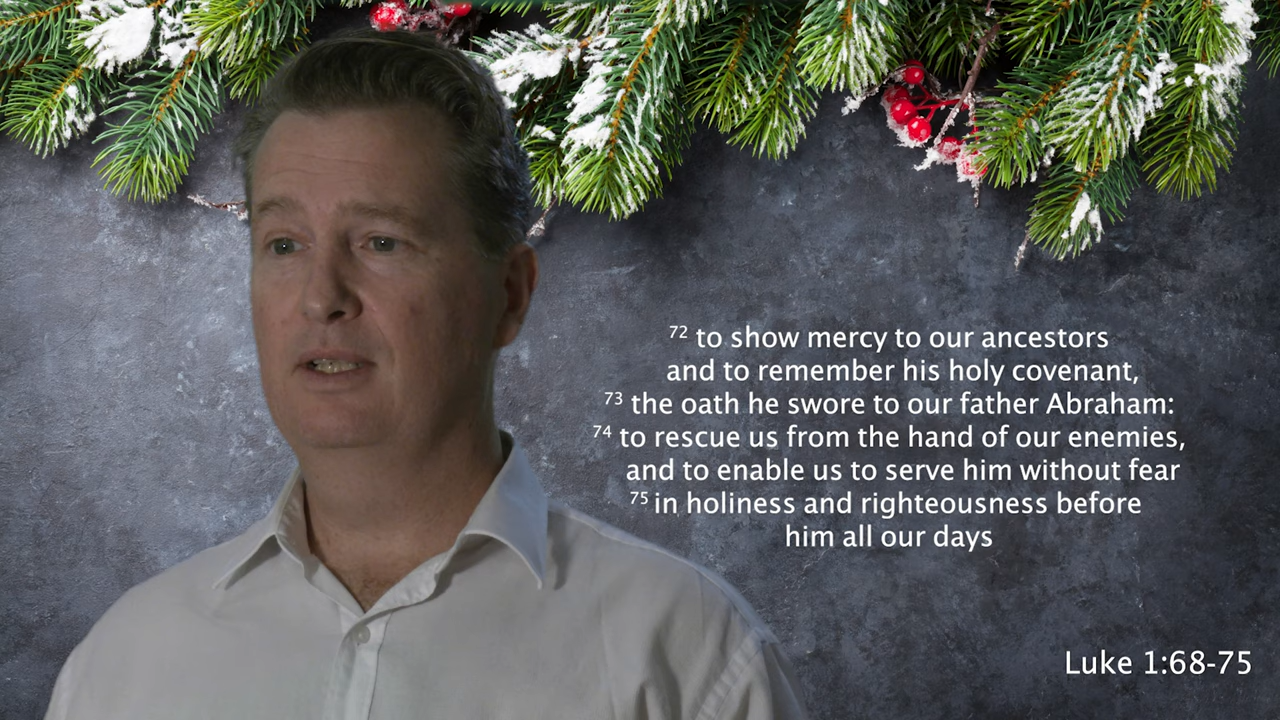 72 to show mercy to our ancestors
and to remember his holy covenant,
73 the oath he swore to our father Abraham:
74 to rescue us from the hand of our enemies,
and to enable us to serve him without fear
75 in holiness and righteousness before
him all our days
Luke 1:68-75